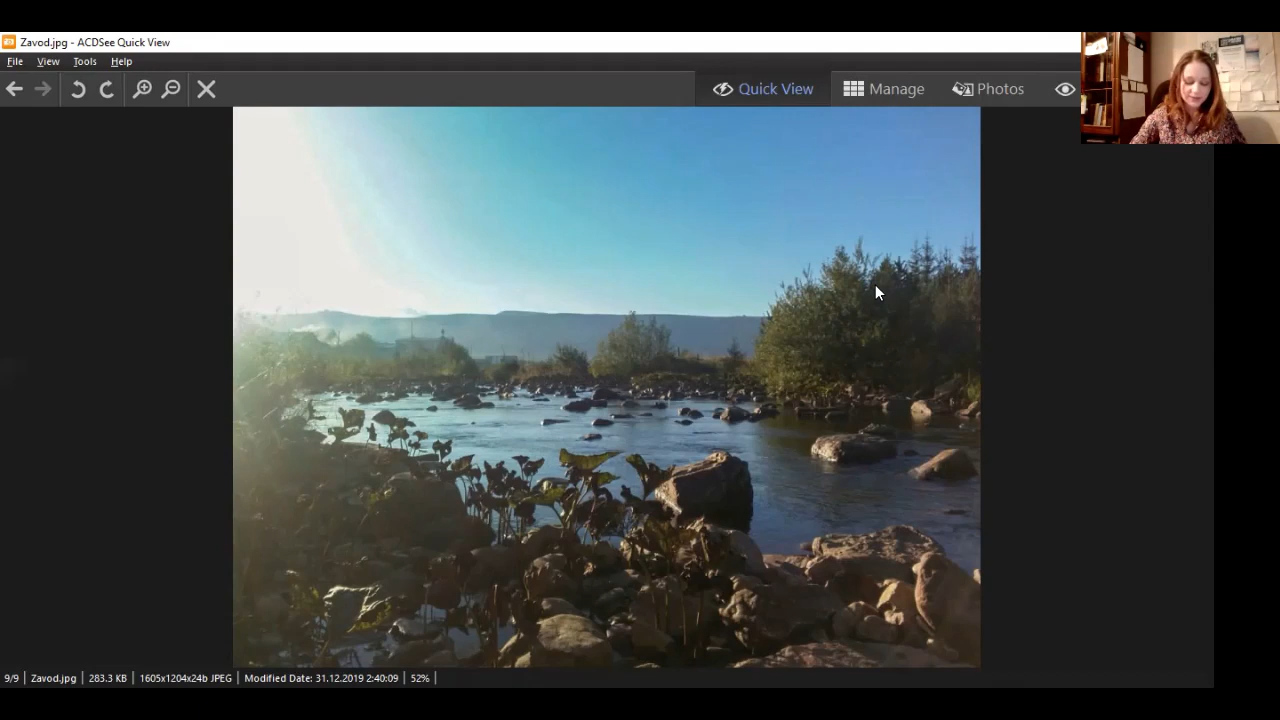 Zavod.jpg - ACDSee Quick View
File View Tools Help
Quick View Manage Photos
9/9 Zavod.jpg 283.3 KB 1605x1204x24b JPEG Modified Date: 31.12.2019 2:40:09 52%